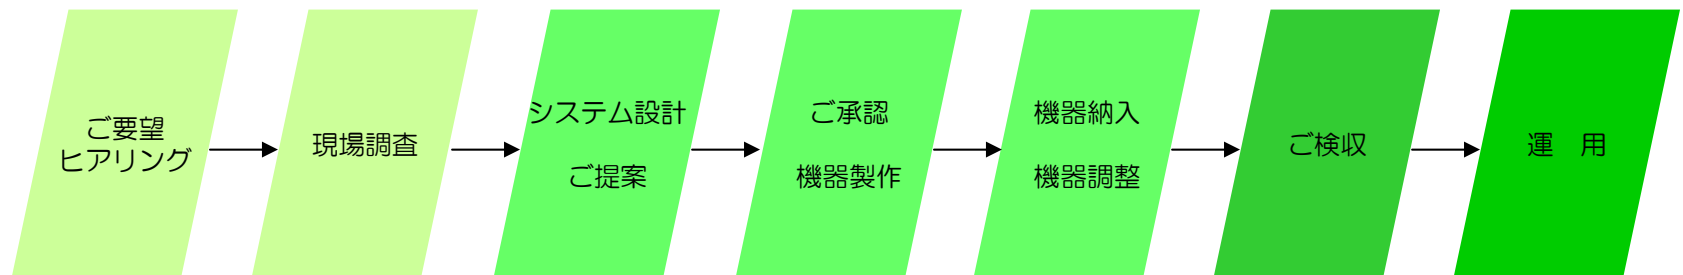 ご要望
ヒアリング
現場調査
システム設計
ご提案
ご承認
機器製作
機器納入
機器調整
ご検収
運　用